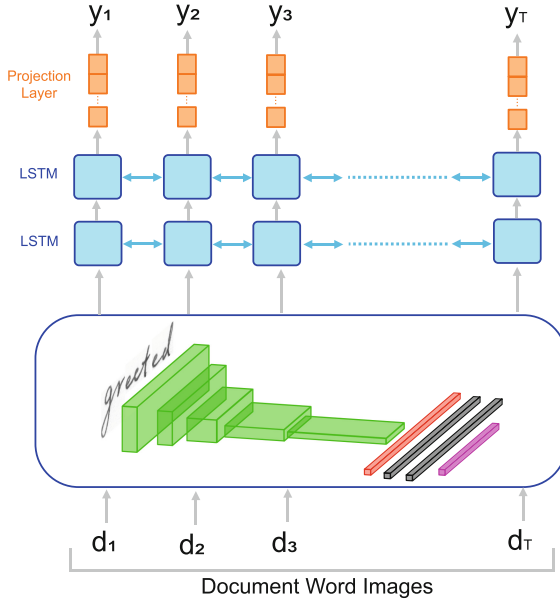 y₁ y₂ y₃ y_T
Projection
Layer
LSTM
LSTM
greeted
d₁ d₂ d₃ d_T
Document Word Images